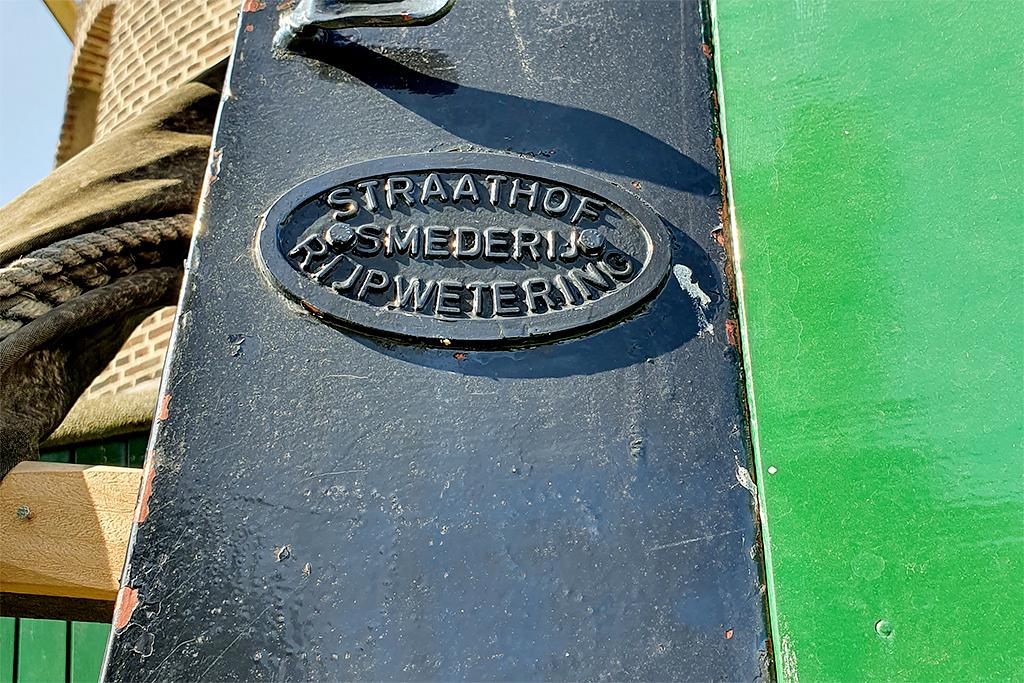 STRAATHOF
SMEDERIJ
RIJPWETERING